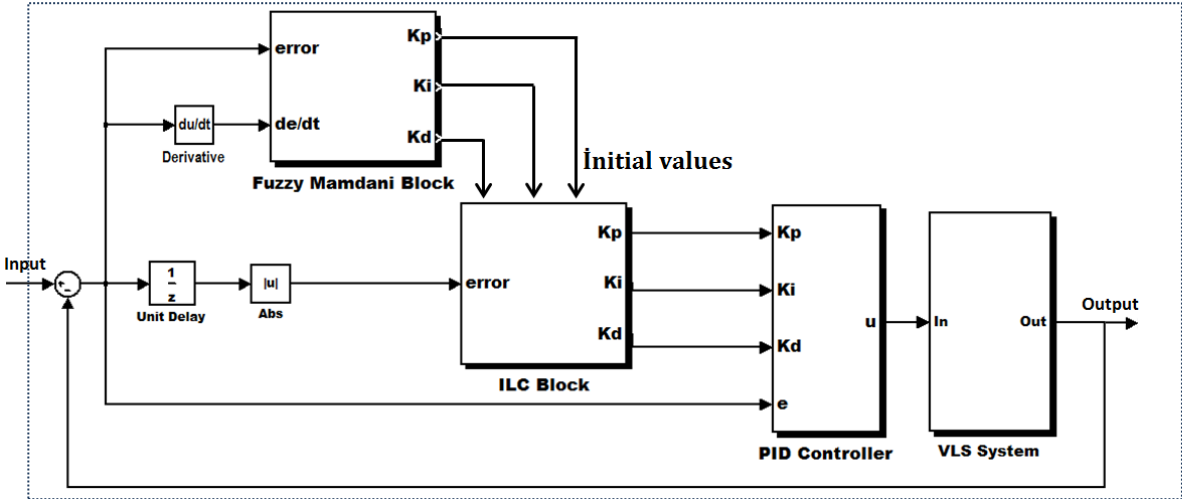 error
de/dt
Kp
Ki
Kd
Fuzzy Mamdani Block
du/dt
Derivative
İnitial values
Input
+
-
1
z
Unit Delay
|u|
Abs
error
Kp
Ki
Kd
ILC Block
Kp
Ki
Kd
e
u
PID Controller
In
Out
VLS System
Output